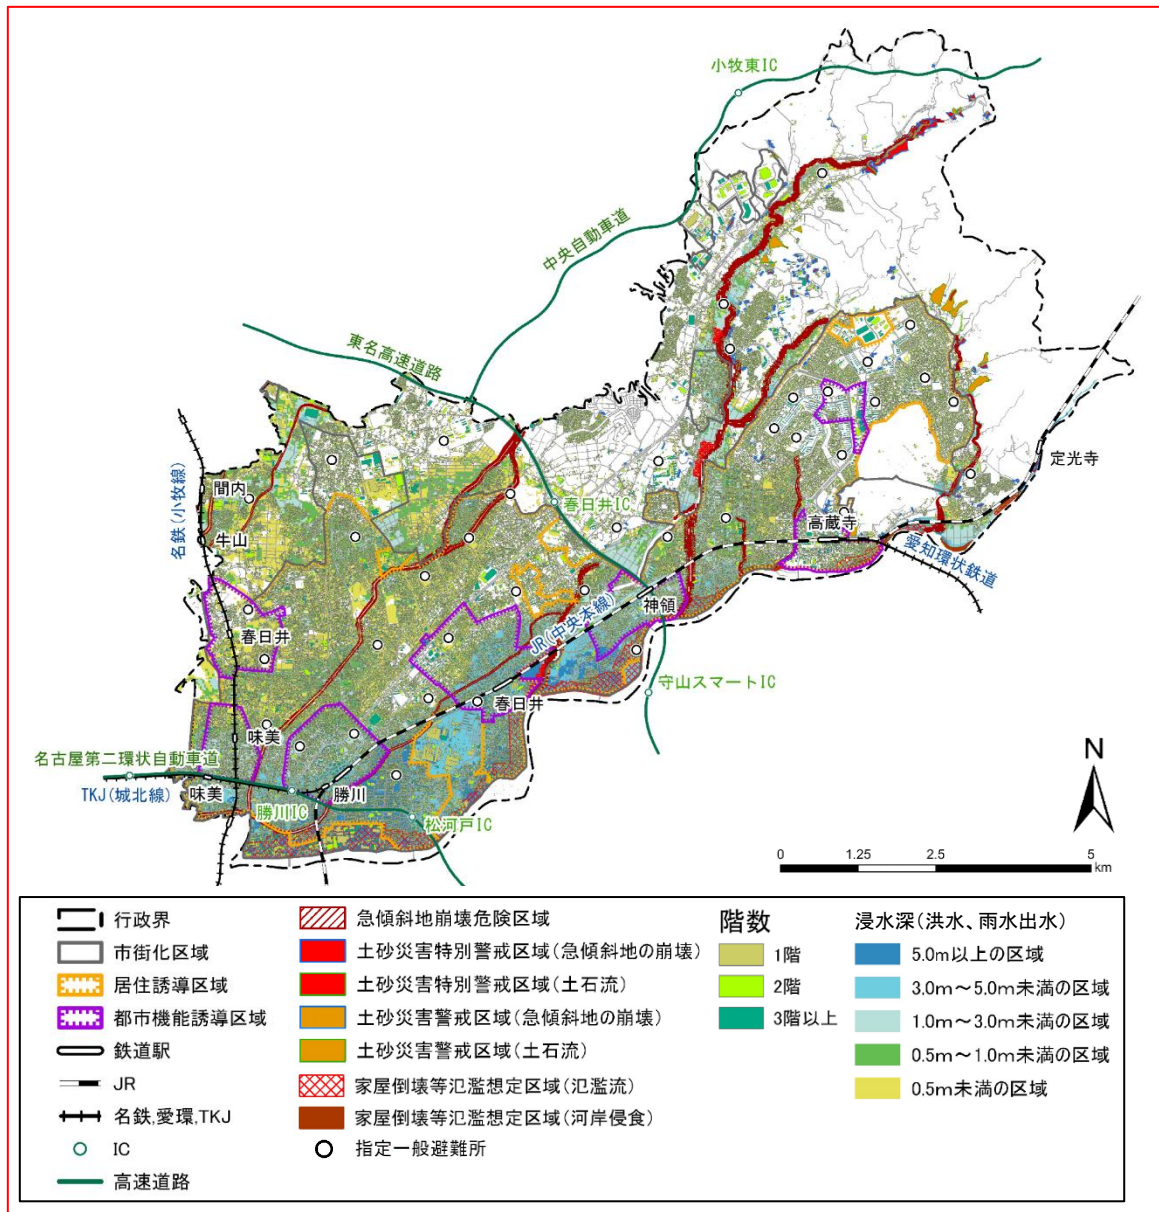 小牧東IC
中央自動車道
東名高速道路
名鉄(小牧線)
間内
牛山
春日井IC
定光寺
高蔵寺
愛知環状鉄道
神領
JR(中央本線)
春日井
守山スマートIC
春日井
味美
名古屋第二環状自動車道
TKJ(城北線)
味美
勝川IC
勝川
松河戸IC
N
0 1.25 2.5 5
km
行政界
市街化区域
居住誘導区域
都市機能誘導区域
鉄道駅
JR
名鉄,愛環,TKJ
IC
高速道路
急傾斜地崩壊危険区域
土砂災害特別警戒区域(急傾斜地の崩壊)
土砂災害特別警戒区域(土石流)
土砂災害警戒区域(急傾斜地の崩壊)
土砂災害警戒区域(土石流)
家屋倒壊等氾濫想定区域(氾濫流)
家屋倒壊等氾濫想定区域(河岸侵食)
指定一般避難所
階数
1階
2階
3階以上
浸水深(洪水、雨水出水)
5.0m以上の区域
3.0m～5.0m未満の区域
1.0m～3.0m未満の区域
0.5m～1.0m未満の区域
0.5m未満の区域